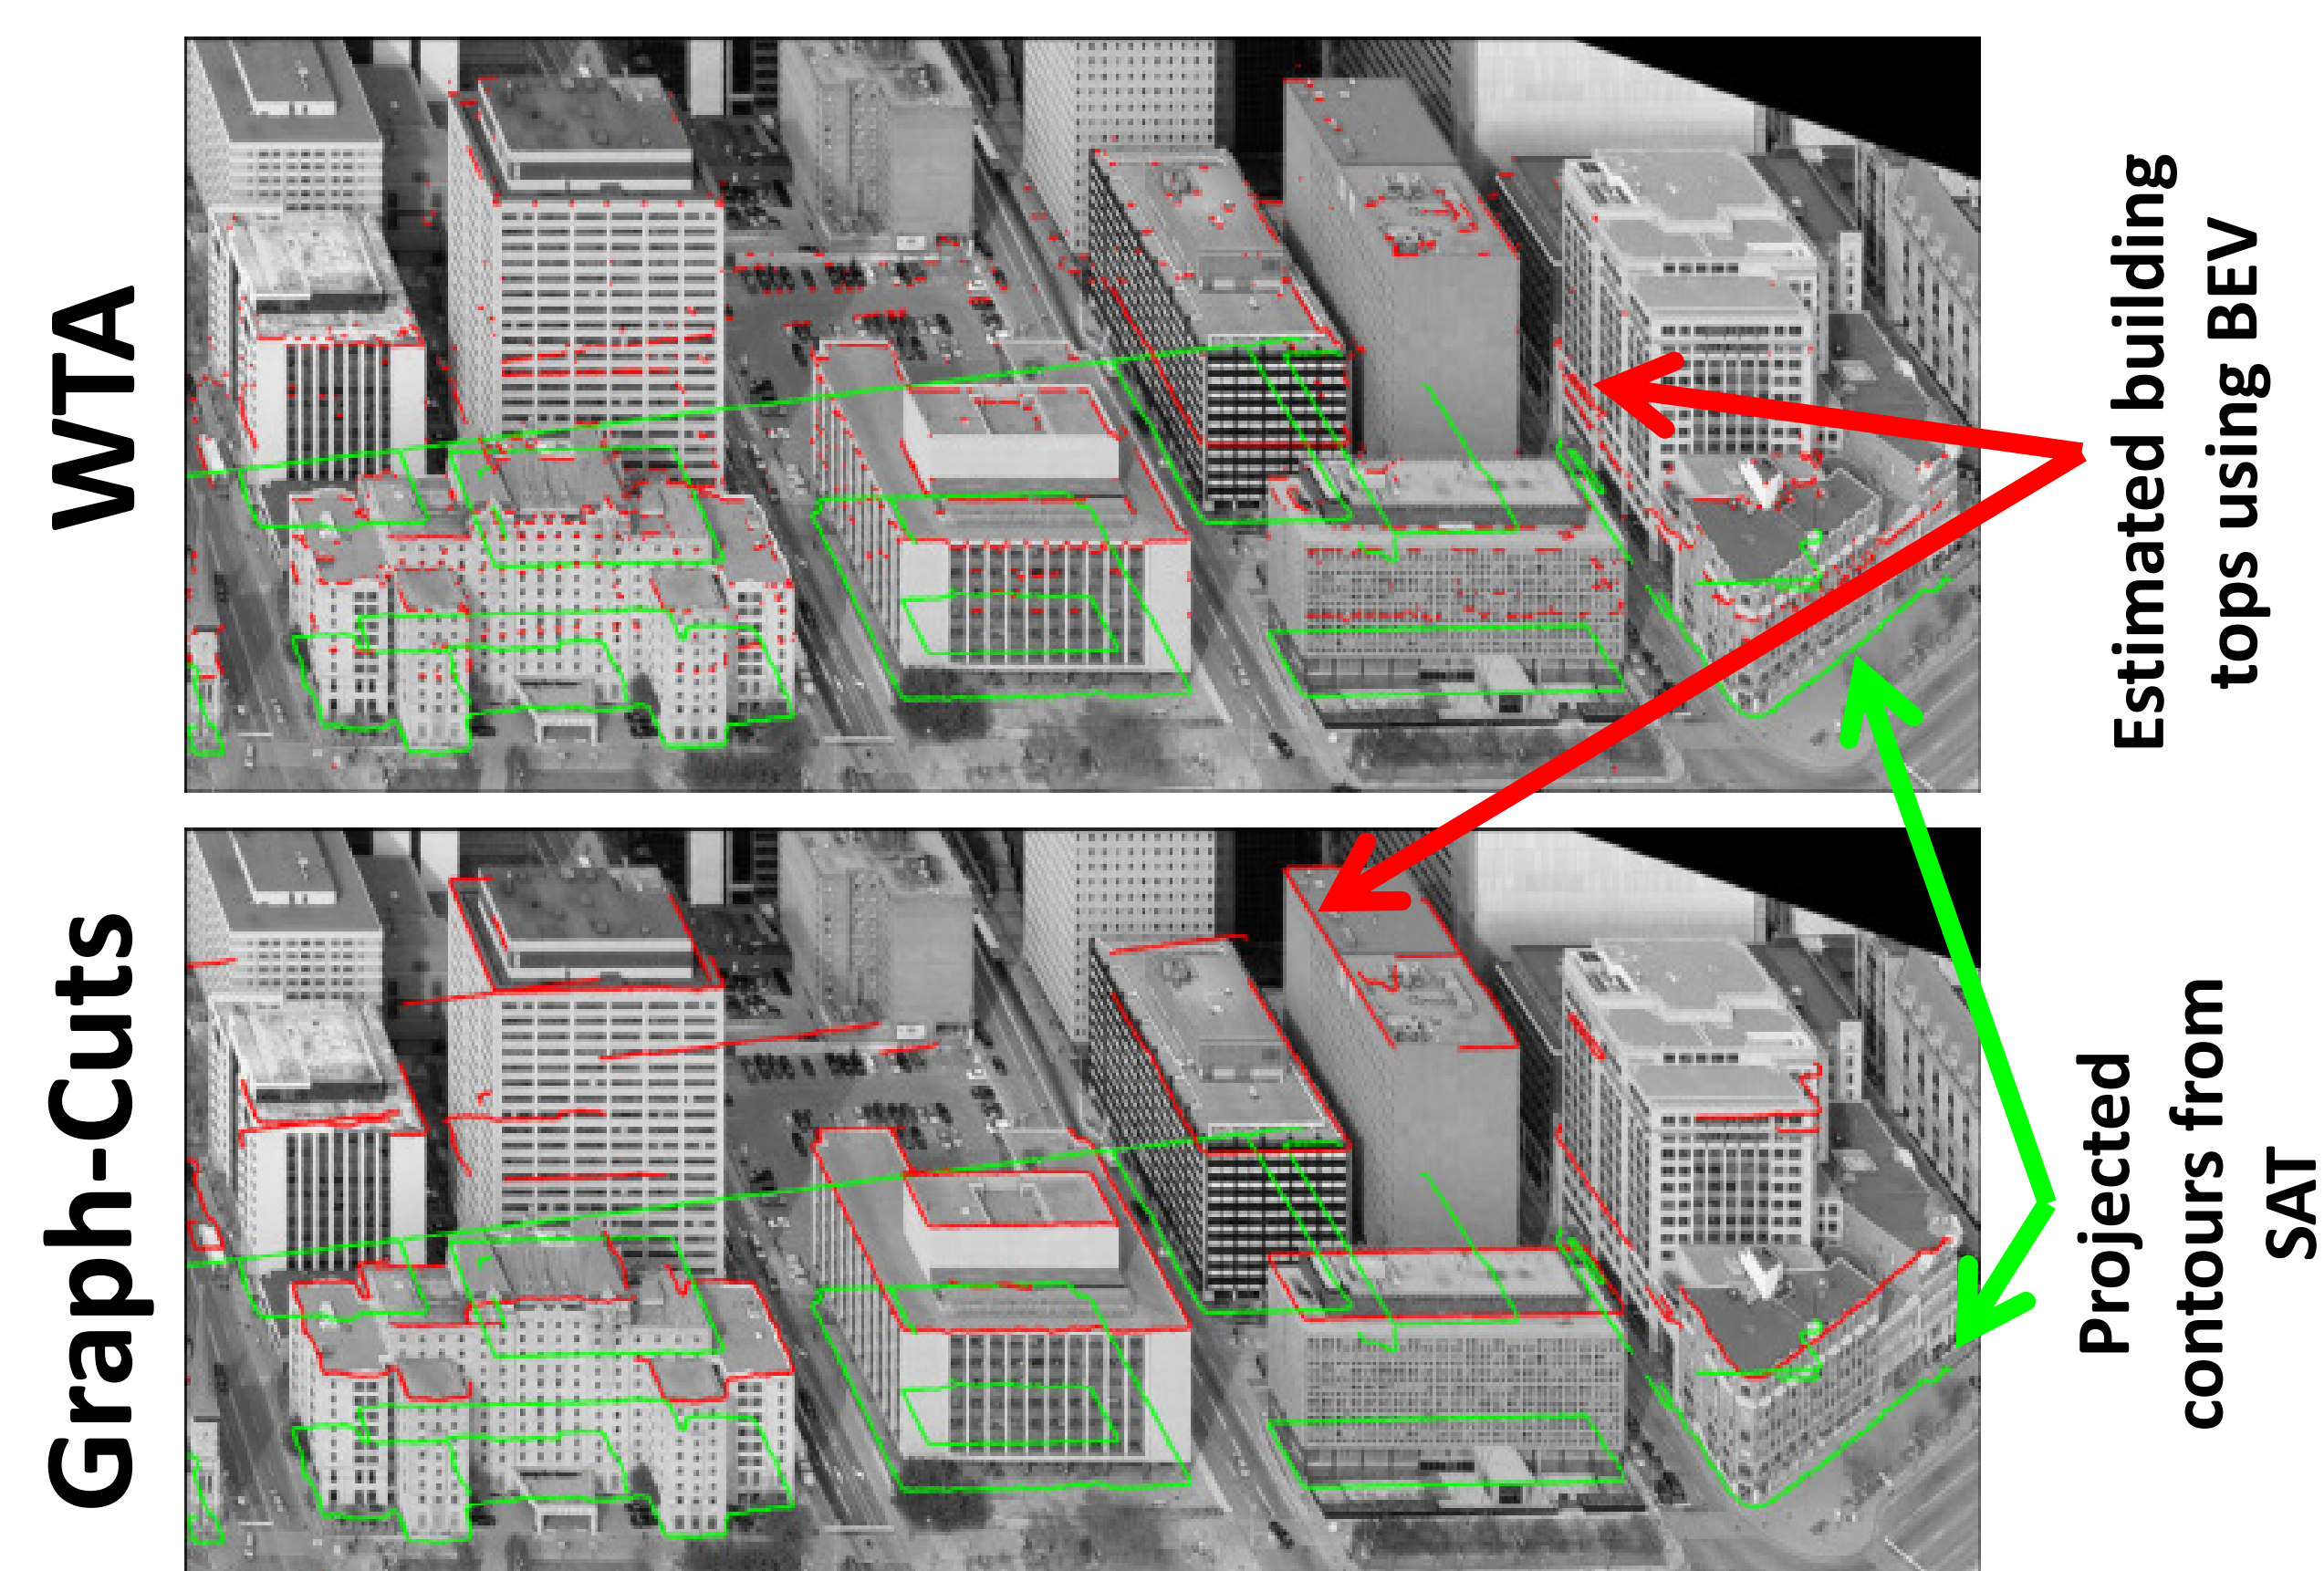 WTA
Estimated building
tops using BEV
Graph-Cuts
Projected
contours from
SAT